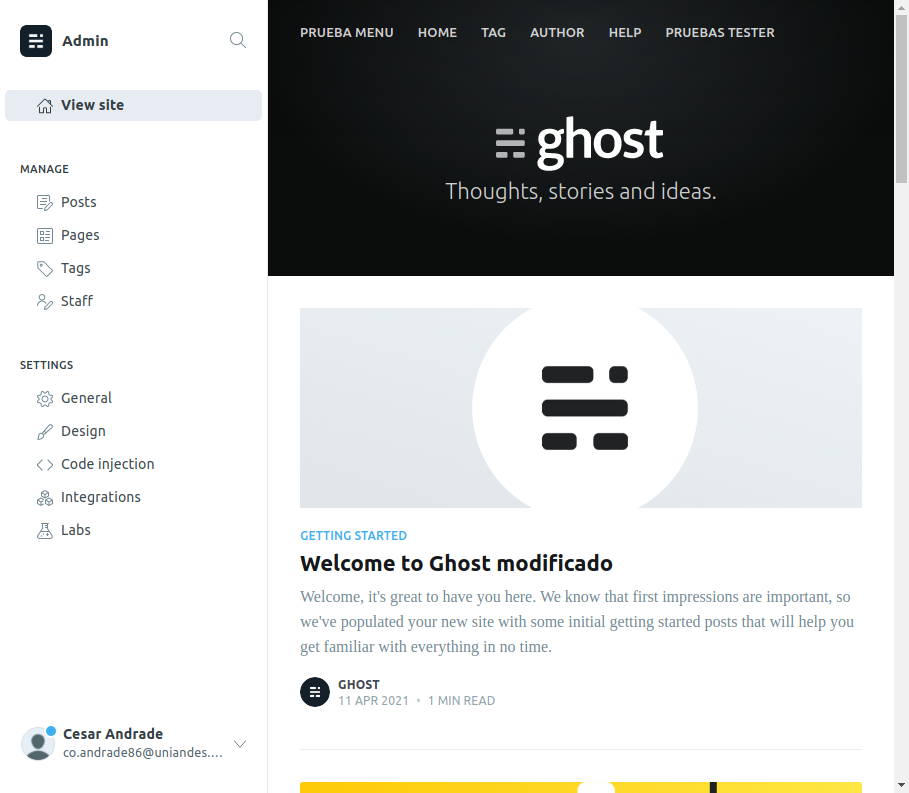 Admin
View site
MANAGE
Posts
Pages
Tags
Staff
SETTINGS
General
Design
Code injection
Integrations
Labs
Cesar Andrade
co.andrade86@uniandes....
PRUEBA MENU HOME TAG AUTHOR HELP PRUEBAS TESTER
ghost
Thoughts, stories and ideas.
GETTING STARTED
Welcome to Ghost modificado
Welcome, it's great to have you here. We know that first impressions are important, so
we've populated your new site with some initial getting started posts that will help you
get familiar with everything in no time.
GHOST
11 APR 2021 • 1 MIN READ